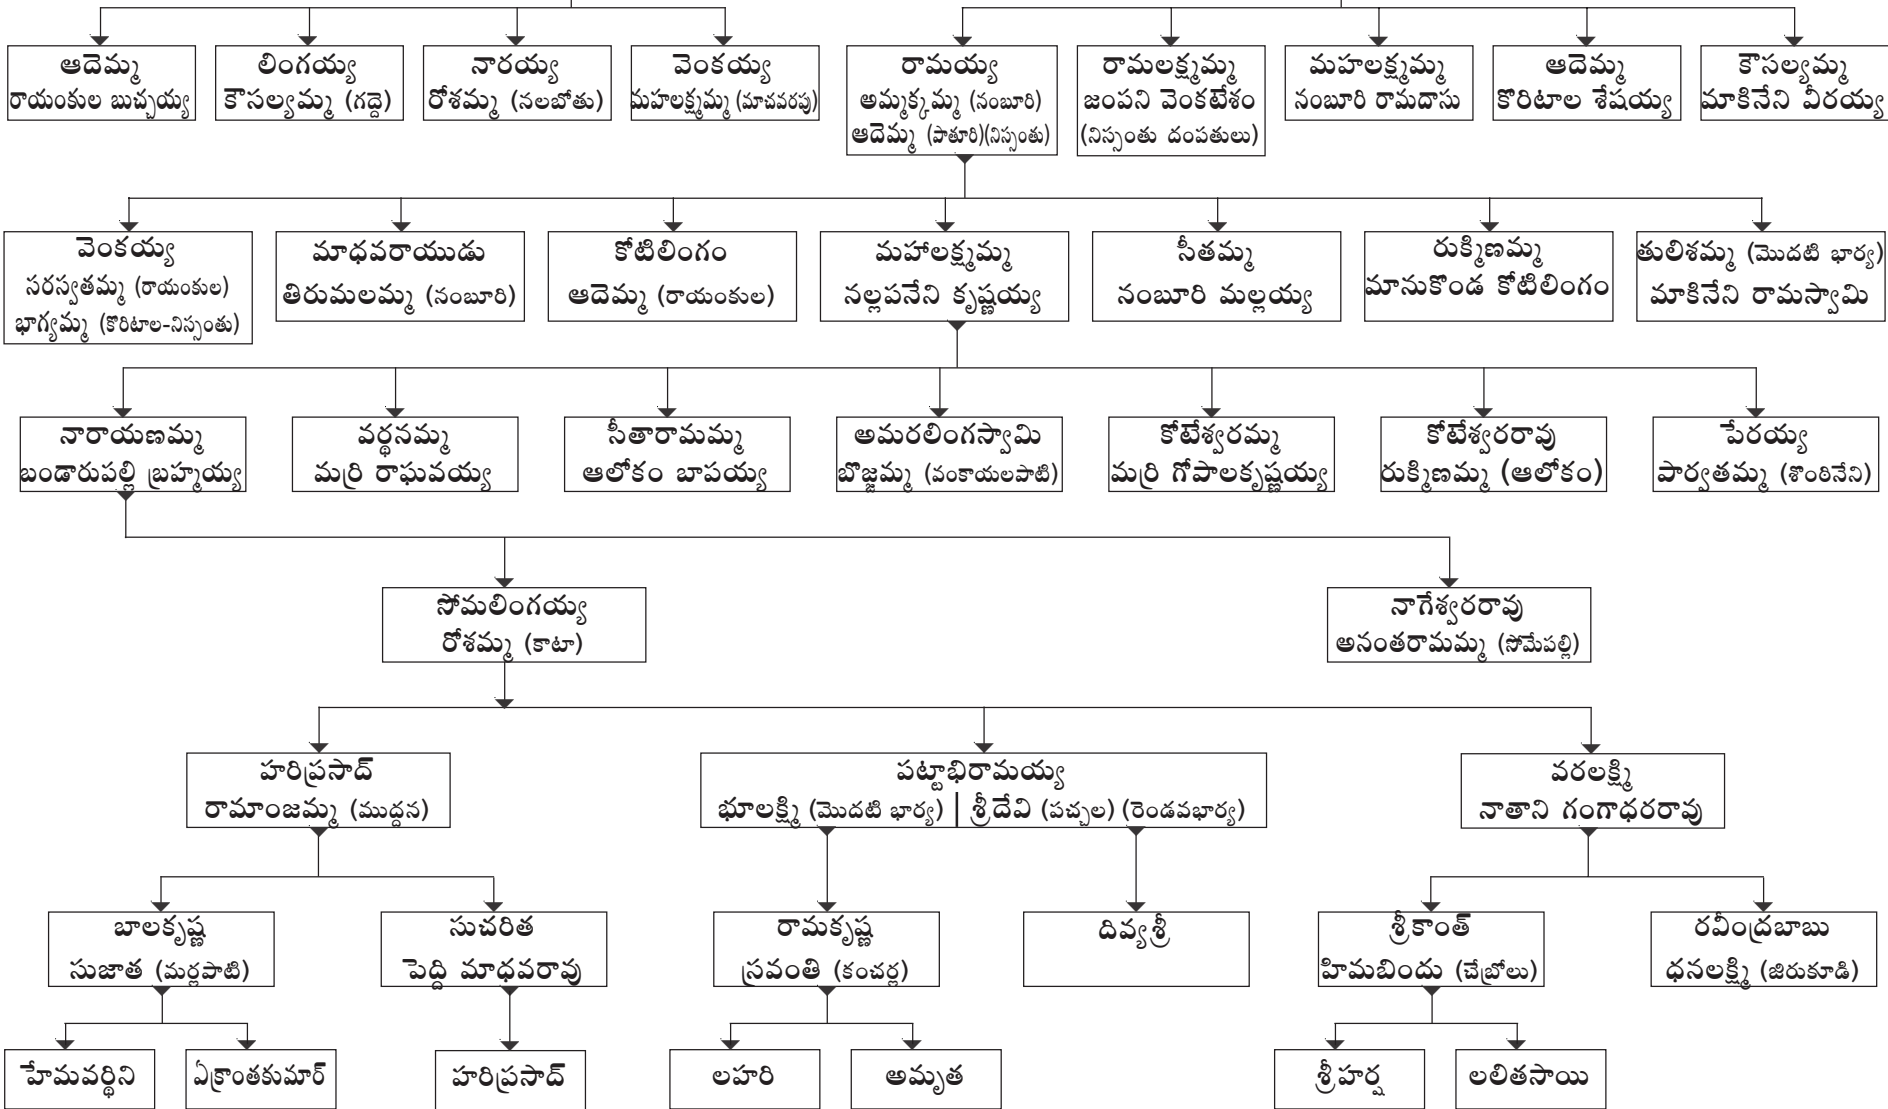 ఆదెమ్మ
రాయంకుల బుచ్చయ్య
లింగయ్య
కౌసల్యమ్మ (గద్దె)
నారయ్య
రోశమ్మ (నలబోతు)
వెంకయ్య
మహలక్ష్మమ్మ (మాచవరపు)
రామయ్య
అమ్మక్కమ్మ (నంబూరి)
ఆదెమ్మ (పాతూరి)(నిస్సంతు)
రామలక్ష్మమ్మ
జంపని వెంకటేశం
(నిస్సంతు దంపతులు)
మహలక్ష్మమ్మ
నంబూరి రామదాసు
ఆదెమ్మ
కొరిటాల శేషయ్య
కౌసల్యమ్మ
మాకినేని వీరయ్య
వెంకయ్య
సరస్వతమ్మ (రాయంకుల)
భాగ్యమ్మ (కొరిటాల-నిస్సంతు)
మాధవరాయుడు
తిరుమలమ్మ (నంబూరి)
కోటిలింగం
ఆదెమ్మ (రాయంకుల)
మహాలక్ష్మమ్మ
నల్లపనేని కృష్ణయ్య
సీతమ్మ
నంబూరి మల్లయ్య
రుక్మిణమ్మ
మానుకొండ కోటిలింగం
తులిశమ్మ (మొదటి భార్య)
మాకినేని రామస్వామి
నారాయణమ్మ
బండారుపల్లి బ్రహ్మయ్య
వర్థనమ్మ
మర్రి రాఘవయ్య
సీతారామమ్మ
ఆలోకం బాపయ్య
అమరలింగస్వామి
బొజ్జమ్మ (వంకాయలపాటి)
కోటేశ్వరమ్మ
మర్రి గోపాలకృష్ణయ్య
కోటేశ్వరరావు
రుక్మిణమ్మ (ఆలోకం)
పేరయ్య
పార్వతమ్మ (శొంఠినేని)
సోమలింగయ్య
రోశమ్మ (కాటా)
నాగేశ్వరరావు
అనంతరామమ్మ (సోమేపల్లి)
హరిప్రసాద్
రామాంజమ్మ (ముద్దన)
పట్టాభిరామయ్య
భూలక్ష్మి (మొదటి భార్య) | శ్రీదేవి (పచ్చల) (రెండవభార్య)
వరలక్ష్మి
నాతాని గంగాధరరావు
బాలకృష్ణ
సుజాత (మర్లపాటి)
సుచరిత
పెద్ది మాధవరావు
రామకృష్ణ
స్రవంతి (కంచర్ల)
దివ్యశ్రీ
శ్రీకాంత్
హిమబిందు (చేబ్రోలు)
రవీంద్రబాబు
ధనలక్ష్మి (జిరుకూడి)
హేమవర్థిని
ఏక్రాంతకుమార్
హరిప్రసాద్
లహరి
అమృత
శ్రీహర్ష
లలితసాయి